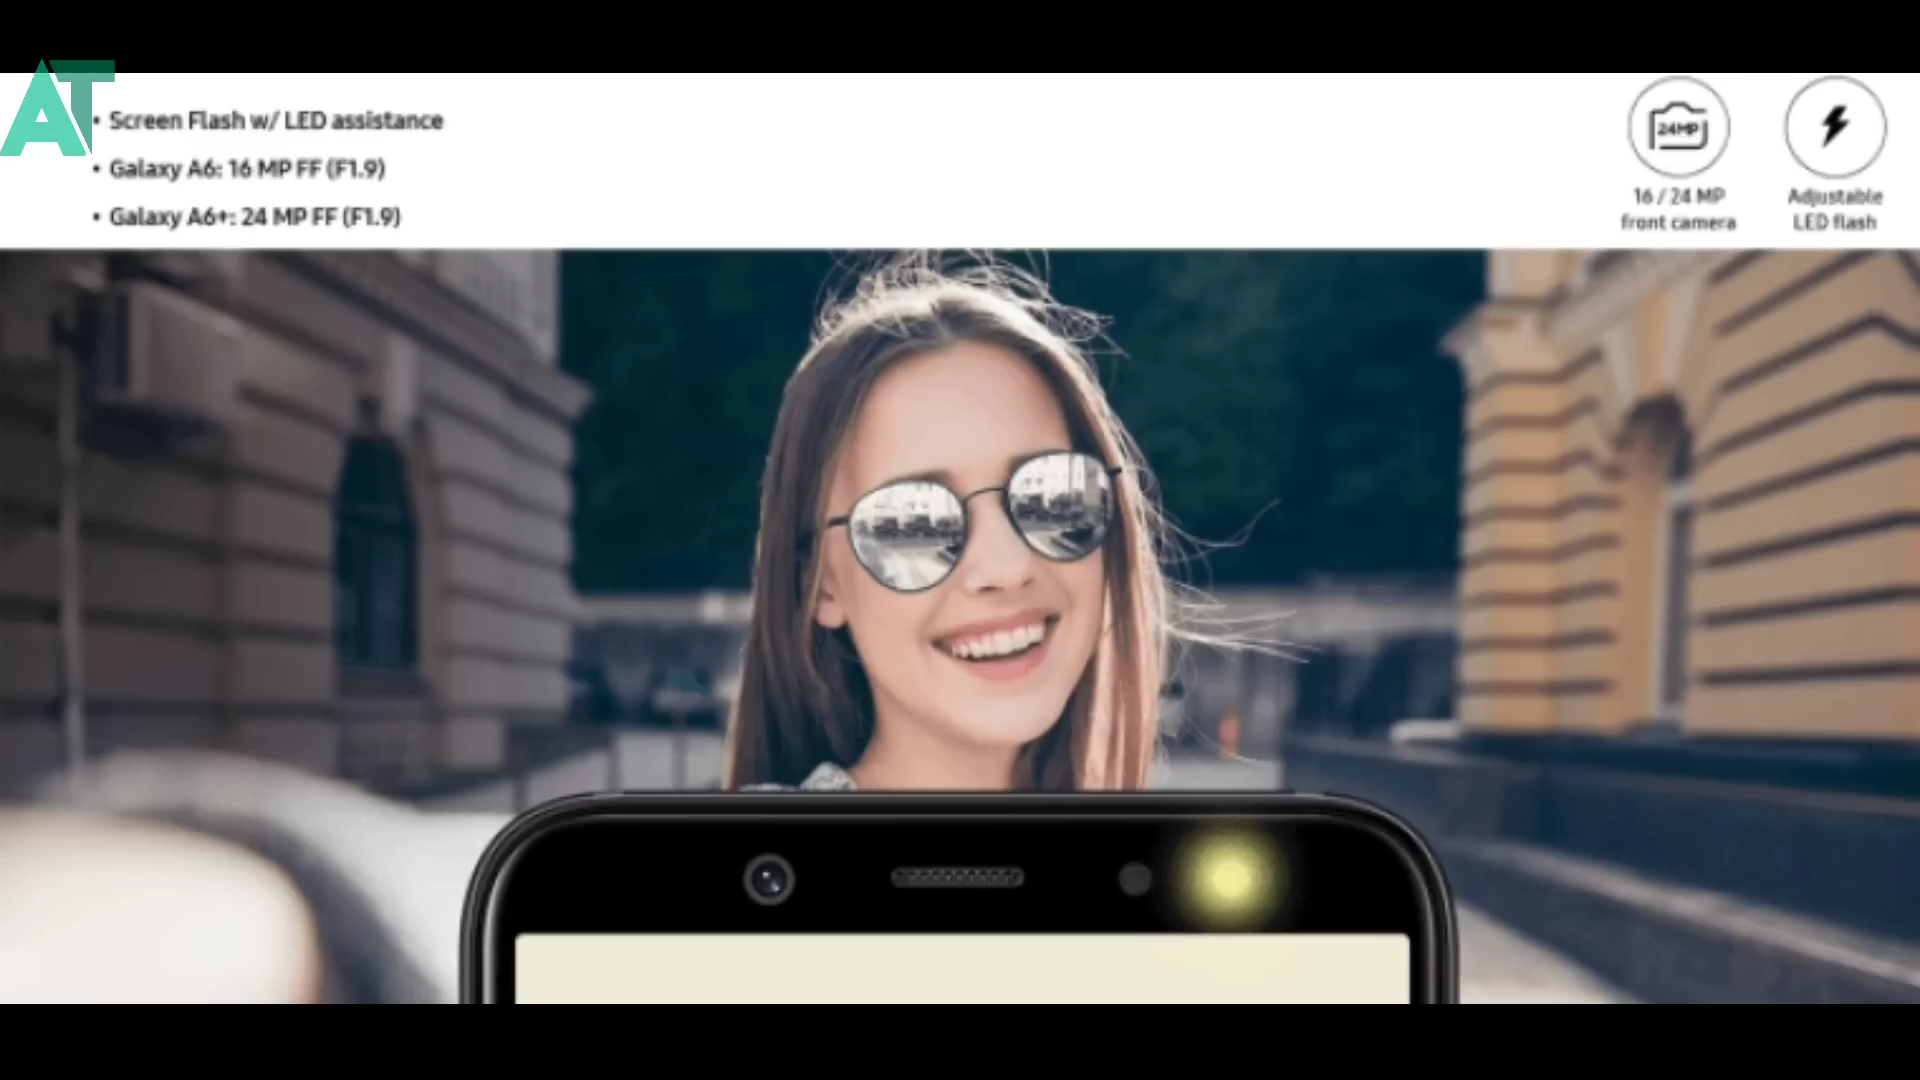 AT
• Screen Flash w/ LED assistance
• Galaxy A6: 16 MP FF (F1.9)
• Galaxy A6+: 24 MP FF (F1.9)
24MP
16 / 24 MP
front camera
Adjustable
LED flash